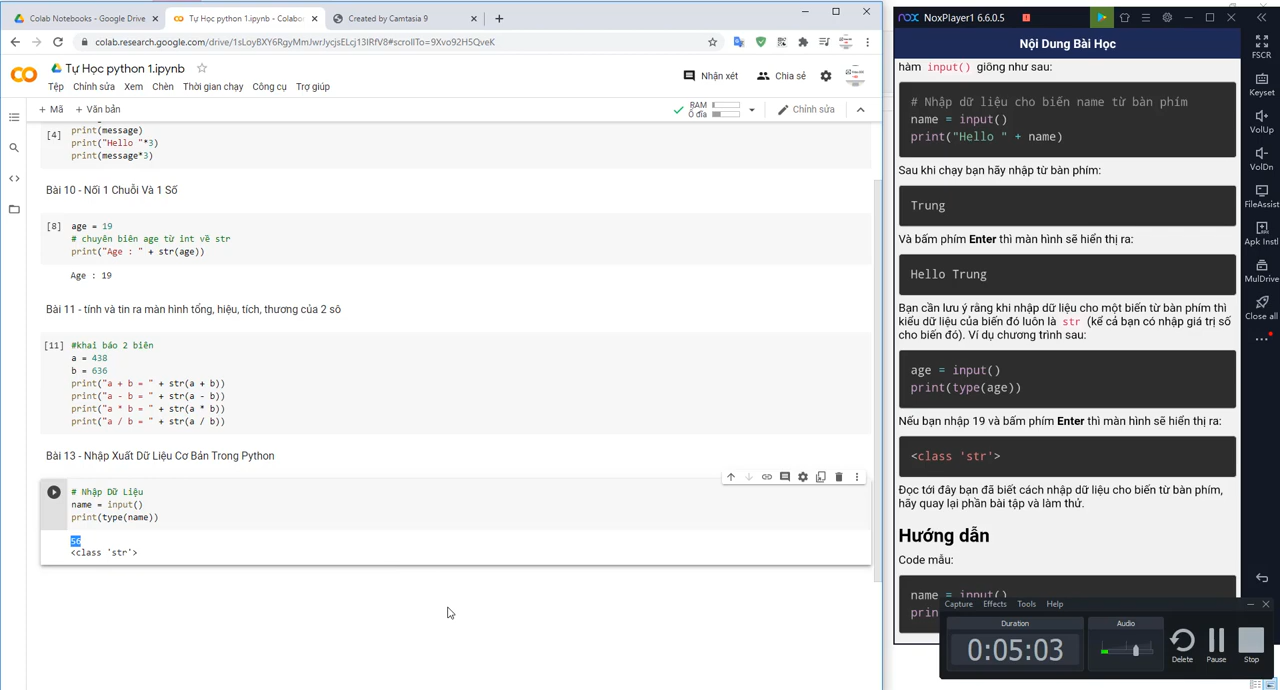 Colab Notebooks - Google Drive
Tự Học python 1.ipynb - Colabo
Created by Camtasia 9
colab.research.google.com/drive/1sLoyBXY6RgyMmJwrJycjsELcj13IRfV8#scrollTo=9Xvo92H5QveK
Tự Học python 1.ipynb
Nhận xét
Chia sẻ
Tệp Chỉnh sửa Xem Chèn Thời gian chạy Công cụ Trợ giúp
+ Mã + Văn bản
RAM
Ổ đĩa
Chỉnh sửa
[4]
print(message)
print("Hello "*3)
print(message*3)
Bài 10 - Nối 1 Chuỗi Và 1 Số
[8] age = 19
# chuyên biên age từ int về str
print("Age : " + str(age))
Age : 19
Bài 11 - tính và tin ra màn hình tổng, hiệu, tích, thương của 2 sô
[11] #khai báo 2 biên
a = 438
b = 636
print("a + b = " + str(a + b))
print("a - b = " + str(a - b))
print("a * b = " + str(a * b))
print("a / b = " + str(a / b))
Bài 13 - Nhập Xuất Dữ Liệu Cơ Bản Trong Python
# Nhập Dữ Liệu
name = input()
print(type(name))
56
<class 'str'>
nox NoxPlayer1 6.6.0.5
Nội Dung Bài Học
hàm input() giống như sau:
# Nhập dữ liệu cho biến name từ bàn phím
name = input()
print("Hello " + name)
Sau khi chạy bạn hãy nhập từ bàn phím:
Trung
Và bấm phím Enter thì màn hình sẽ hiển thị ra:
Hello Trung
Bạn cần lưu ý rằng khi nhập dữ liệu cho một biến từ bàn phím thì
kiểu dữ liệu của biến đó luôn là str (kể cả bạn có nhập giá trị số
cho biến đó). Ví dụ chương trình sau:
age = input()
print(type(age))
Nếu bạn nhập 19 và bấm phím Enter thì màn hình sẽ hiển thị ra:
<class 'str'>
Đọc tới đây bạn đã biết cách nhập dữ liệu cho biến từ bàn phím,
hãy quay lại phần bài tập và làm thử.
Hướng dẫn
Code mẫu:
name = input()
prin
FSCR
Keyset
VolUp
VolDn
FileAssist
Apk Instl
MulDrive
Close all
Capture Effects Tools Help
Duration
Audio
0:05:03
Delete
Pause
Stop